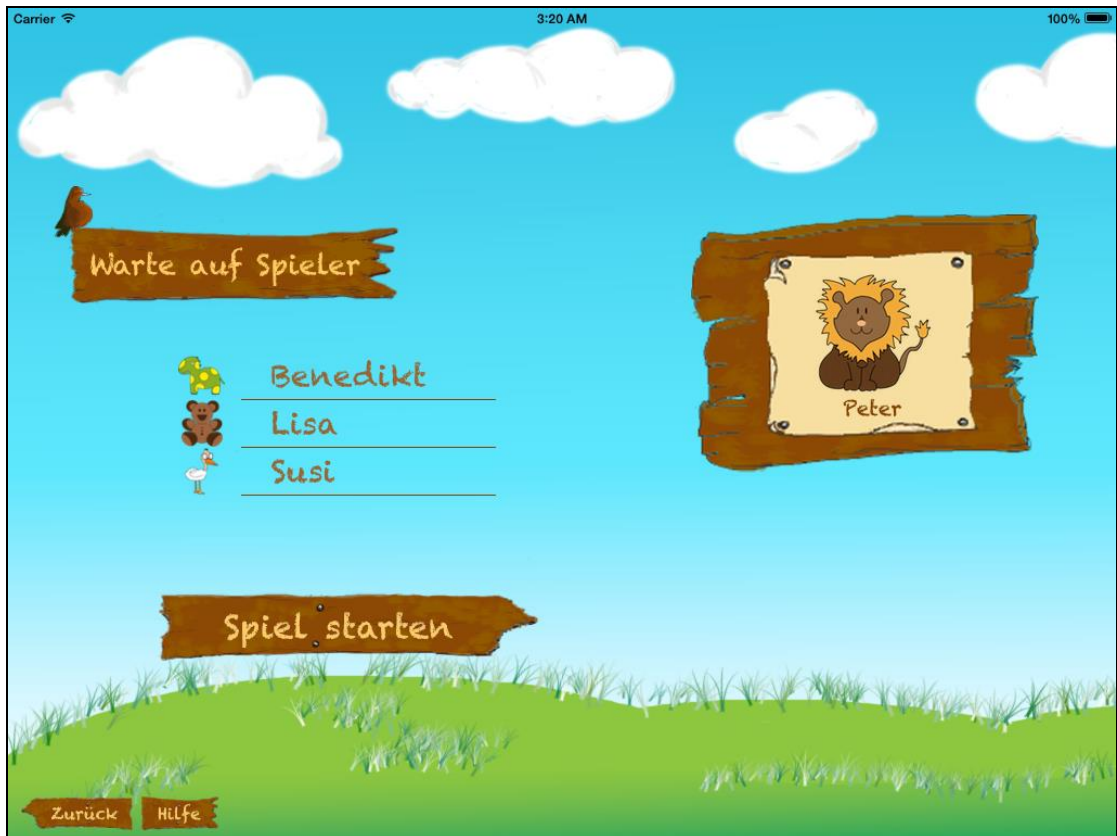 Carrier 3:20 AM 100%
Warte auf Spieler
Peter
Benedikt
Lisa
Susi
Spiel starten
Zurück Hilfe